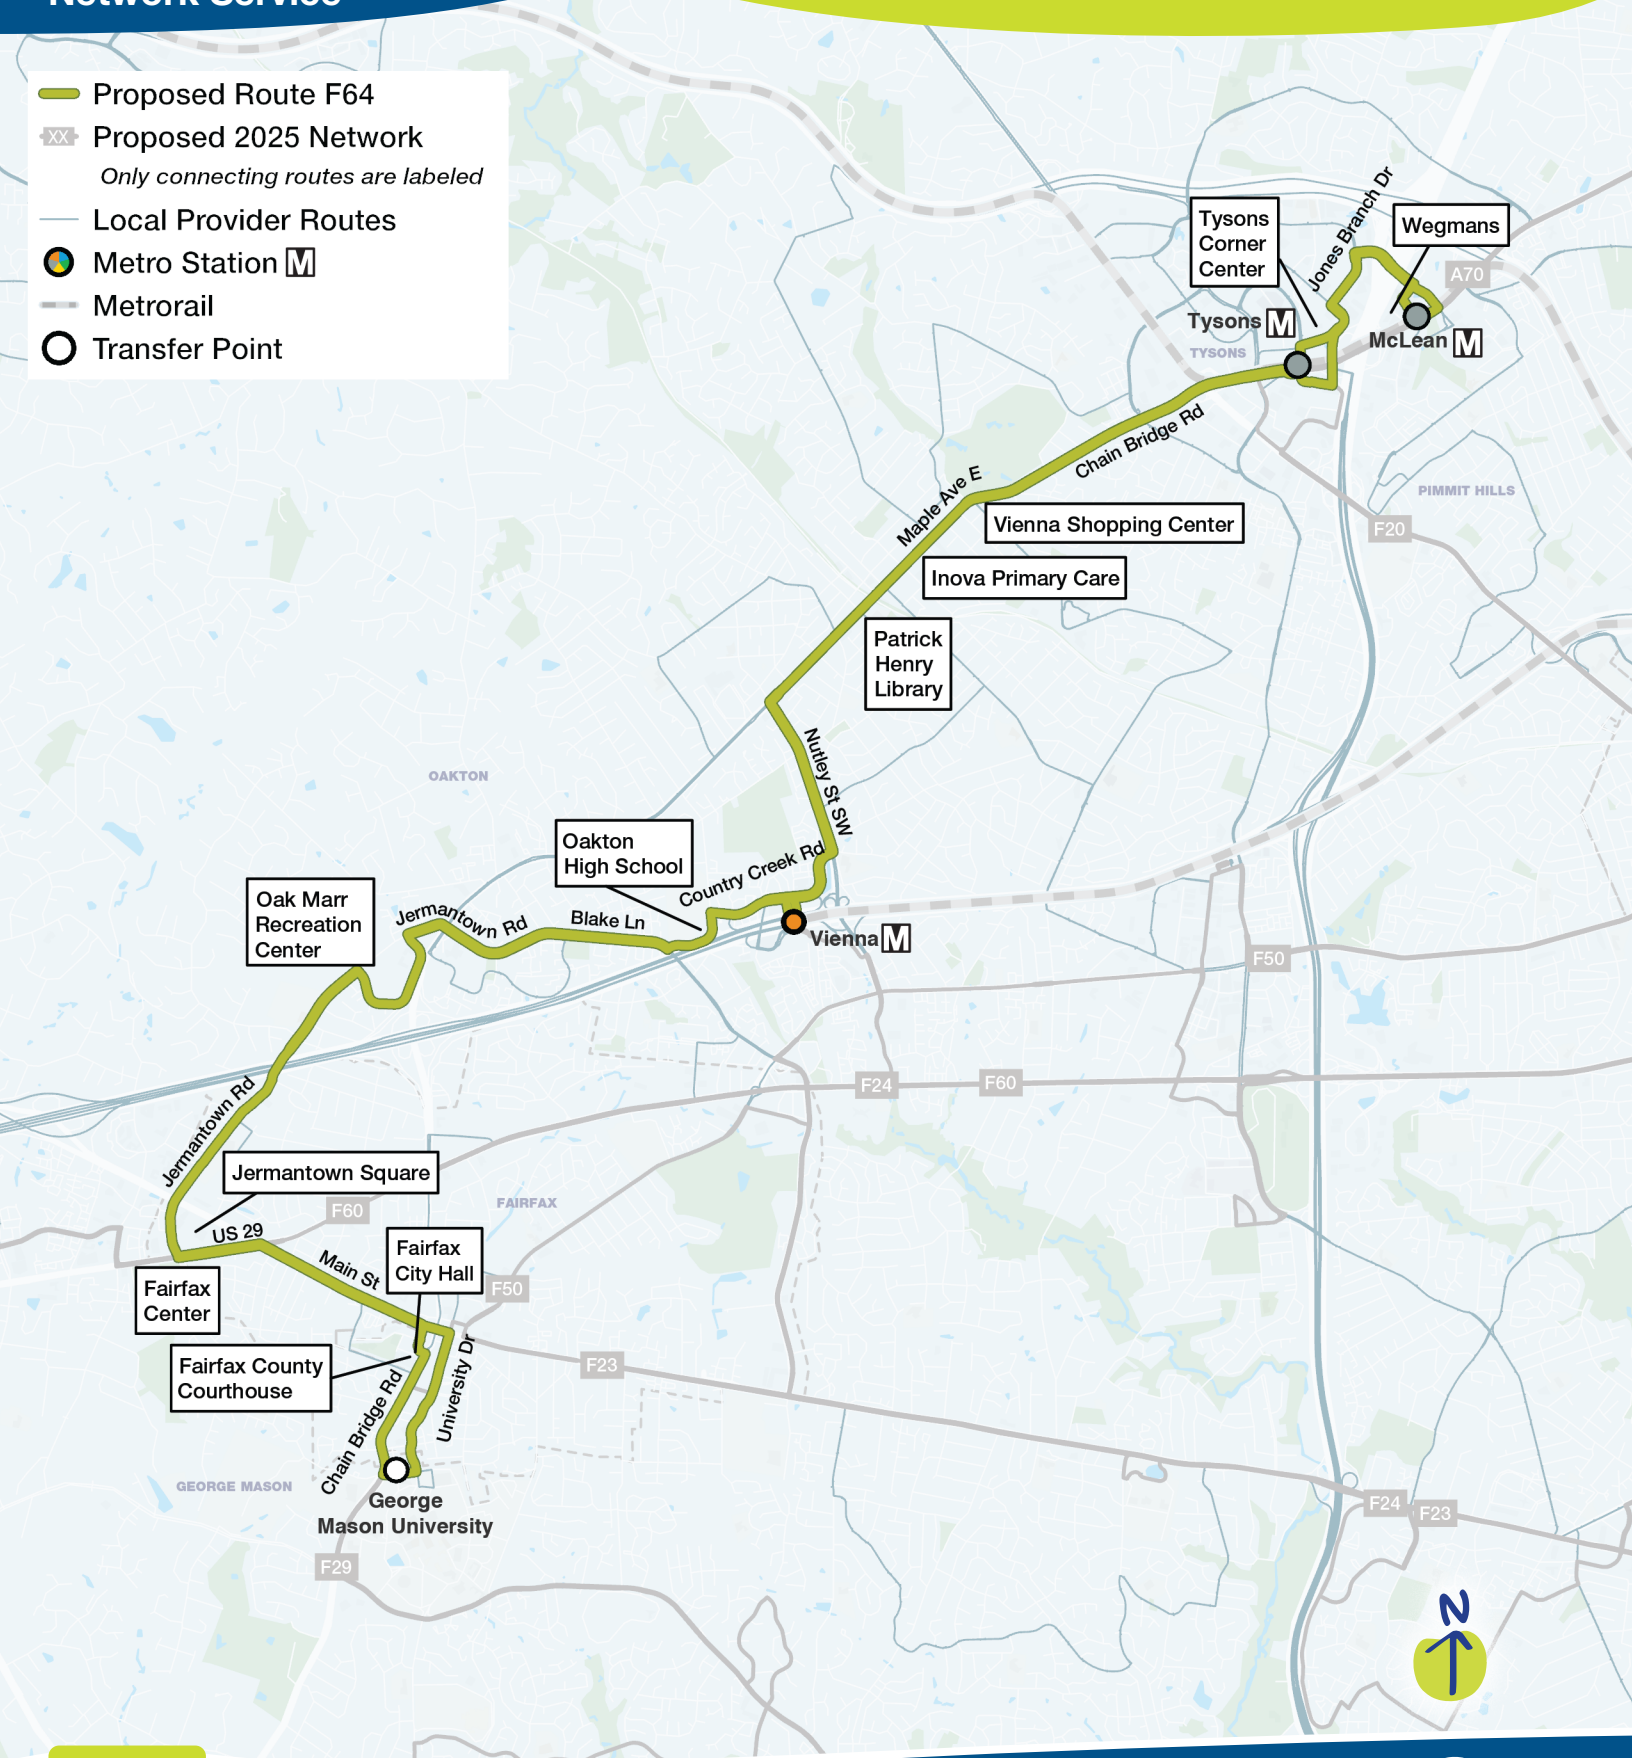 Network Service
Proposed Route F64
XX Proposed 2025 Network
Only connecting routes are labeled
Local Provider Routes
Metro Station M
Metrorail
Transfer Point
Jones Branch Dr
Tysons
Corner
Center
Wegmans
A70
Tysons M
McLean M
TYSONS
Chain Bridge Rd
Maple Ave E
PIMMIT HILLS
Vienna Shopping Center
F20
Inova Primary Care
Patrick
Henry
Library
Nutley St SW
OAKTON
Oakton
High School
Country Creek Rd
Oak Marr
Recreation
Center
Jermantown Rd
Blake Ln
Vienna M
F50
F24
F60
Jermantown Rd
Jermantown Square
FAIRFAX
F60
US 29
Main St
Fairfax
City Hall
Fairfax
Center
F50
Fairfax County
Courthouse
F23
Chain Bridge Rd
University Dr
GEORGE MASON
George
Mason University
F24
F23
F29
N